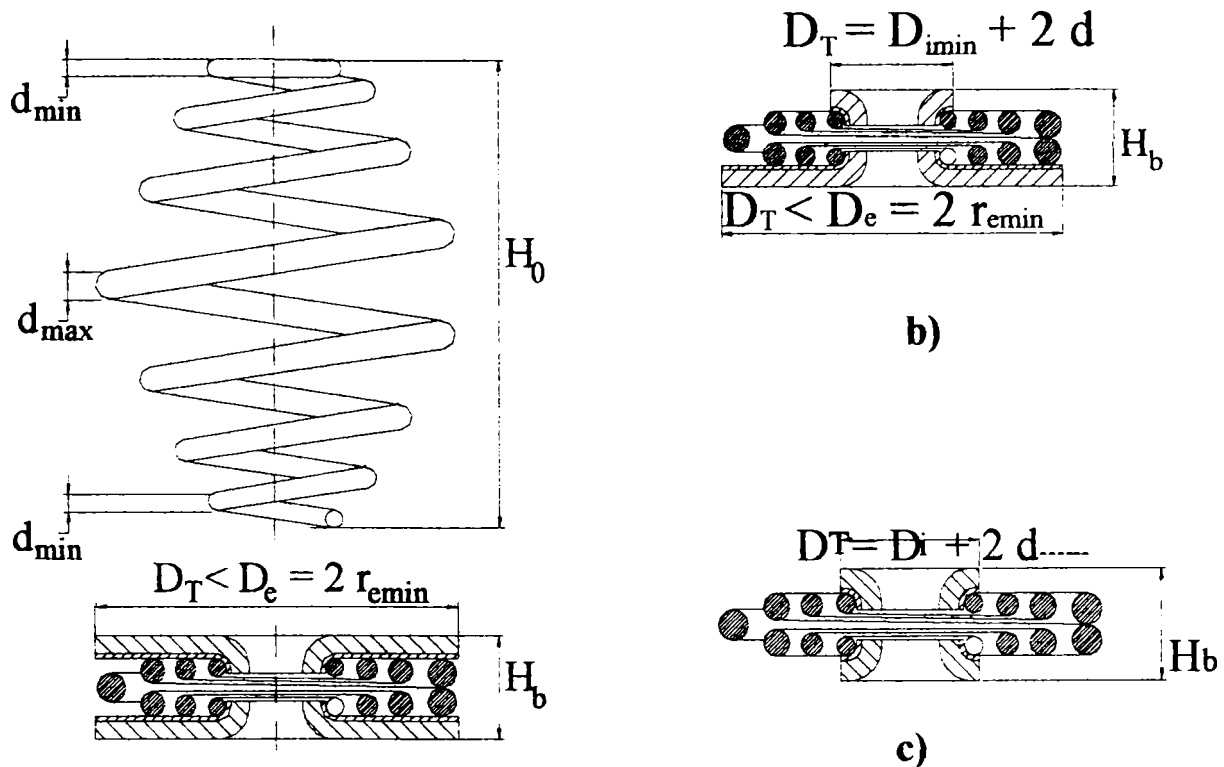 d_min
H_0
d_max
d_min
D_T < D_e = 2 r_emin
H_b
D_T = D_imin + 2 d
H_b
D_T < D_e = 2 r_emin
b)
DT = Di + 2 d
Hb
c)